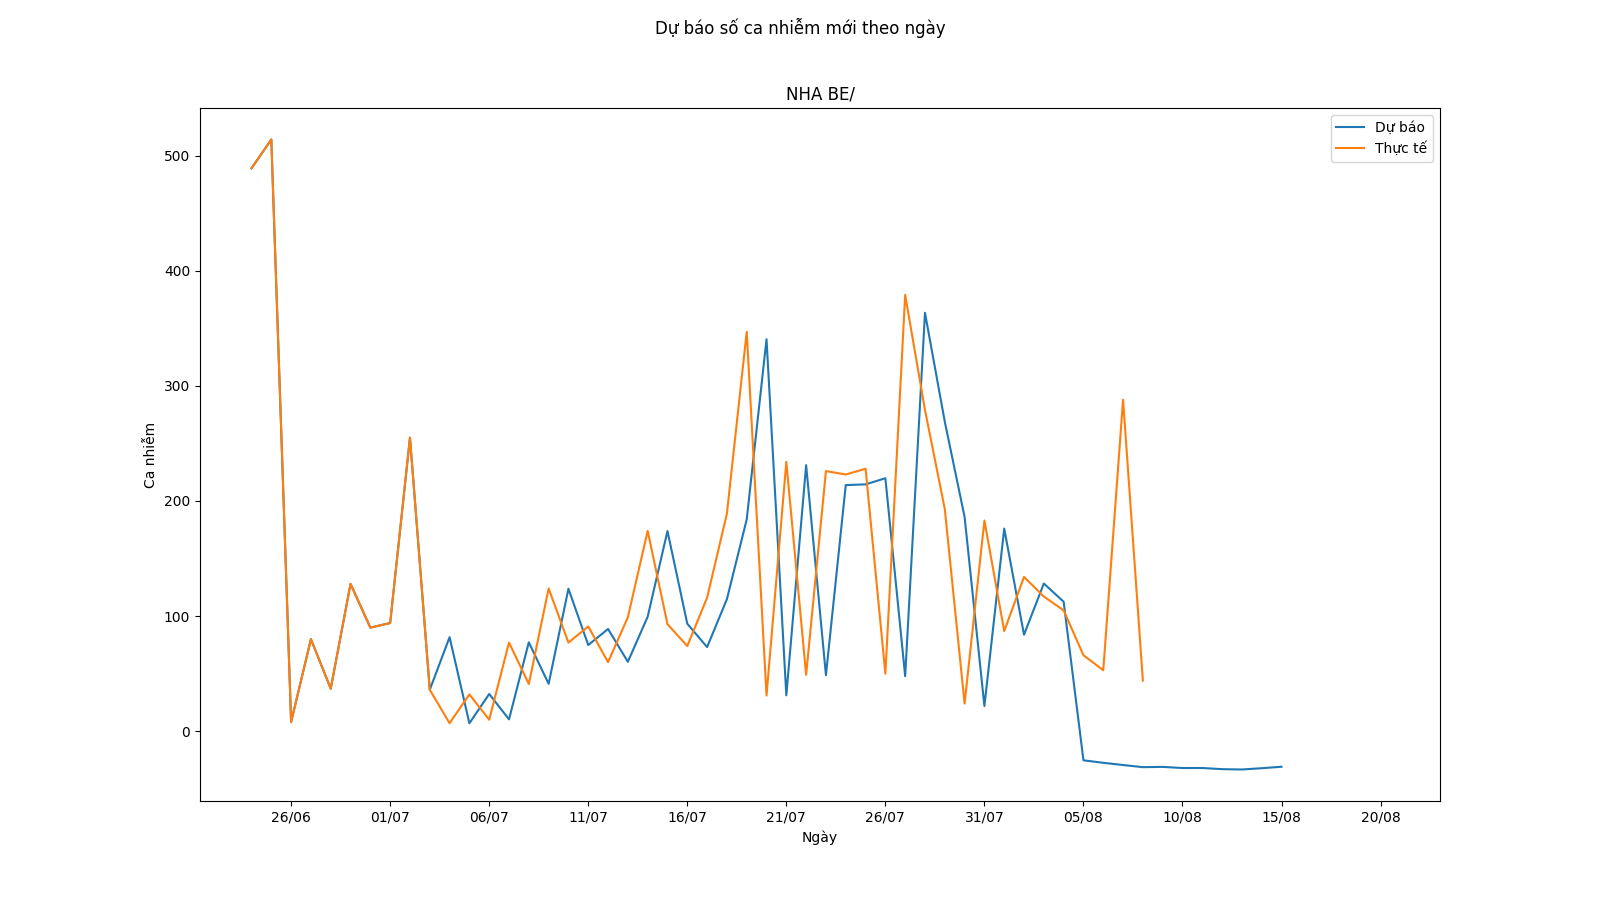 Dự báo số ca nhiễm mới theo ngày
NHA BE/
Dự báo
Thực tế
500
400
300
200
100
0
Ca nhiễm
26/06 01/07 06/07 11/07 16/07 21/07 26/07 31/07 05/08 10/08 15/08 20/08
Ngày